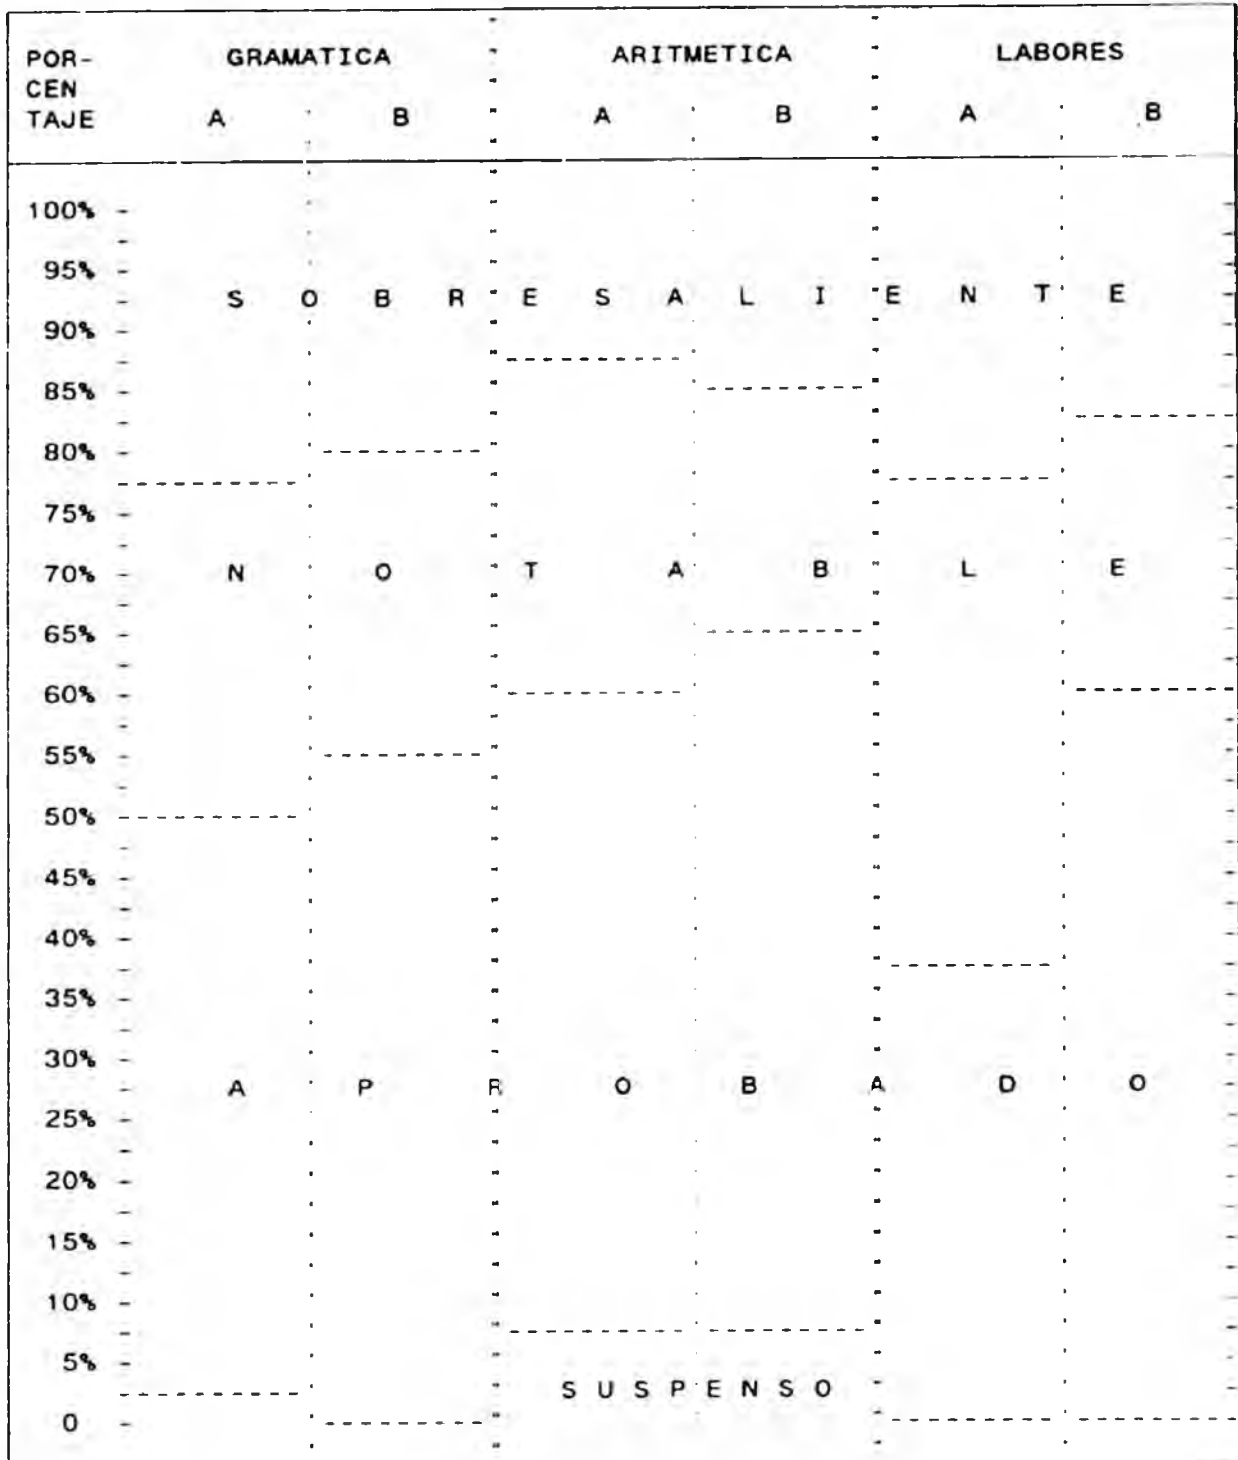 POR-
CEN
TAJE
GRAMATICA ARITMETICA LABORES
A B A B A B
100%
95%
S O B R E S A L I E N T E
90%
85%
80%
75%
70% N O T A B L E
65%
60%
55%
50%
45%
40%
35%
30%
A P R O B A D O
25%
20%
15%
10%
5%
S U S P E N S O
0